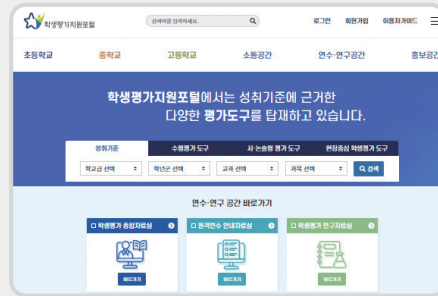 학생평가지원포털
검색어를 입력하세요.
로그인 회원가입 이용자가이드
초등학교 중학교 고등학교 소통공간 연수·연구공간 홍보공간
학생평가지원포털에서는 성취기준에 근거한
다양한 평가도구를 탑재하고 있습니다.
성취기준 수행평가 도구 서·논술형 평가 도구 현장중심 학생평가 도구
학교급 선택 학년군 선택 교과 선택 과목 선택 검색
연수·연구 공간 바로가기
학생평가 종합자료실 원격연수 안내자료실 학생평가 연구자료실
바로가기 바로가기 바로가기